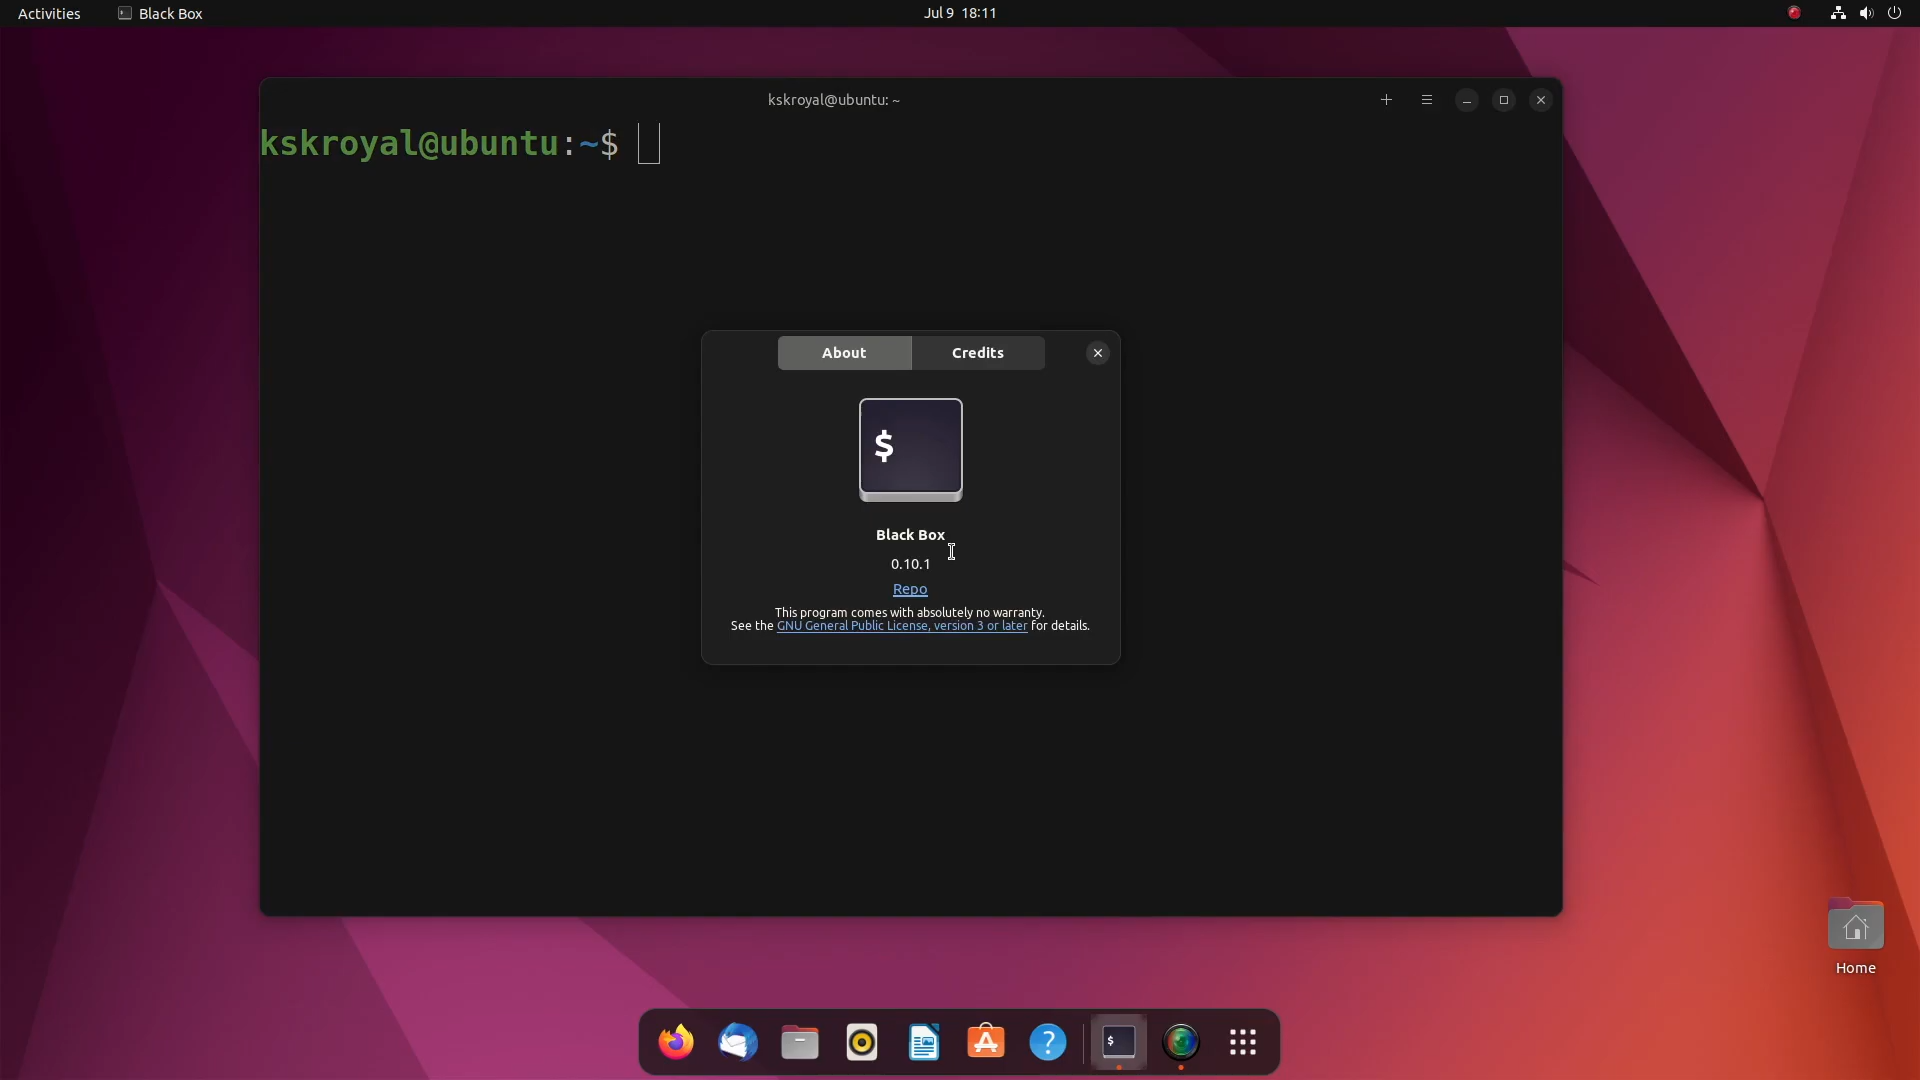 Activities
Black Box
Jul 9 18:11
kskroyal@ubuntu: ~
kskroyal@ubuntu:~$
About
Credits
$
Black Box
0.10.1
Repo
This program comes with absolutely no warranty.
See the GNU General Public License, version 3 or later for details.
Home
?
$